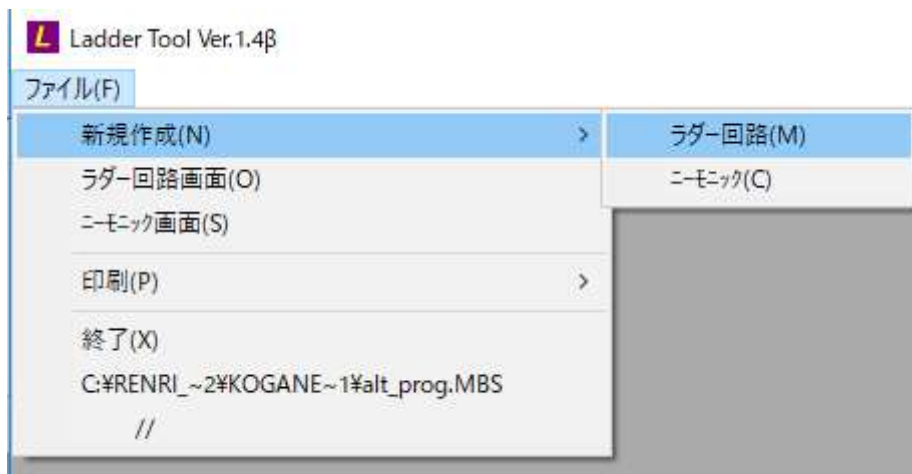 L Ladder Tool Ver.1.4β
ファイル(F)
新規作成(N) >
ラダー回路(M)
ラダー回路画面(O)
ニーモニック(C)
ニーモニック画面(S)
印刷(P) >
終了(X)
C:¥RENRI_~2¥KOGANE~1¥alt_prog.MBS
//